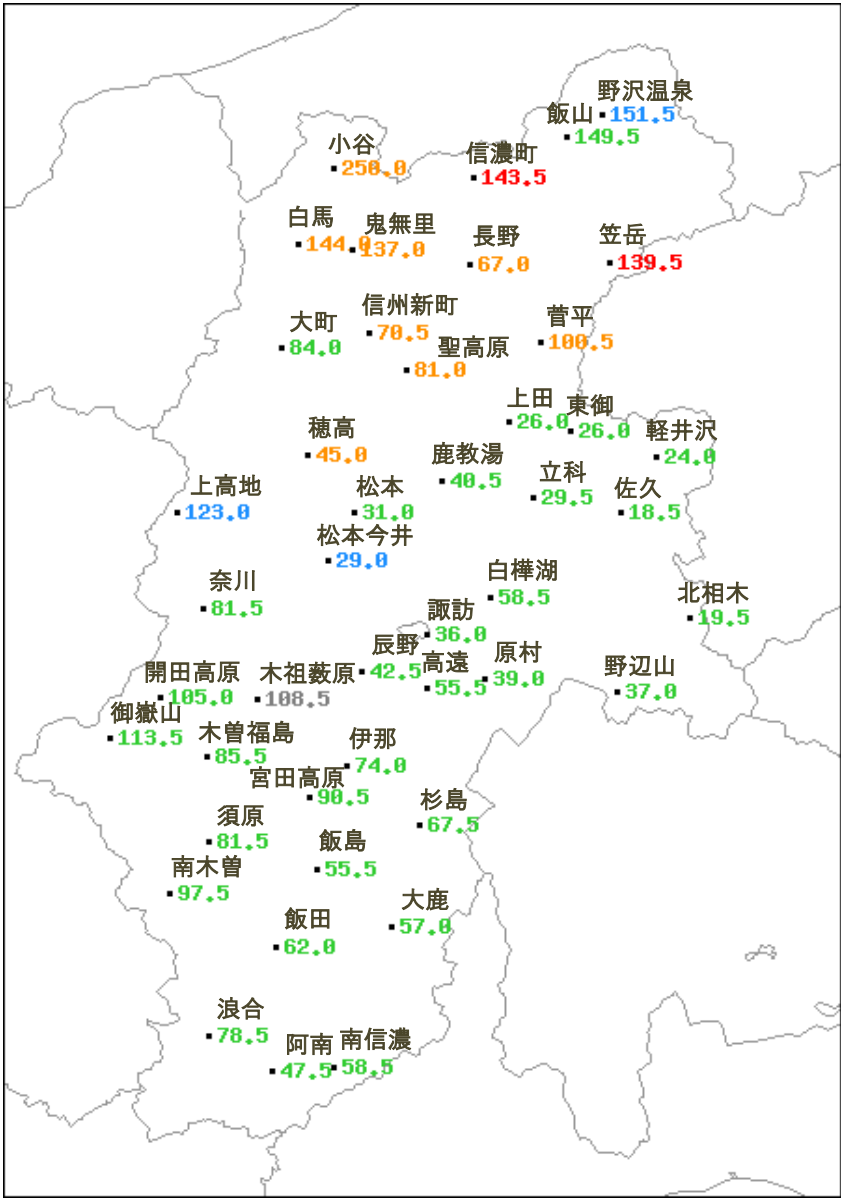 野沢温泉
151.5
飯山
149.5
小谷
250.0
信濃町
143.5
白馬
144.0
鬼無里
137.0
長野
67.0
笠岳
139.5
信州新町
70.5
大町
84.0
菅平
100.5
聖高原
81.0
上田
26.0
東御
26.0
穂高
45.0
軽井沢
24.0
鹿教湯
40.5
立科
29.5
上高地
123.0
松本
31.0
佐久
18.5
松本今井
29.0
奈川
81.5
白樺湖
58.5
北相木
19.5
諏訪
36.0
辰野
42.5
高遠
55.5
原村
39.0
野辺山
37.0
開田高原
105.0
木祖薮原
108.5
御嶽山
113.5
木曽福島
85.5
伊那
74.0
宮田高原
90.5
杉島
67.5
須原
81.5
飯島
55.5
南木曽
97.5
大鹿
57.0
飯田
62.0
浪合
78.5
阿南
47.5
南信濃
58.5